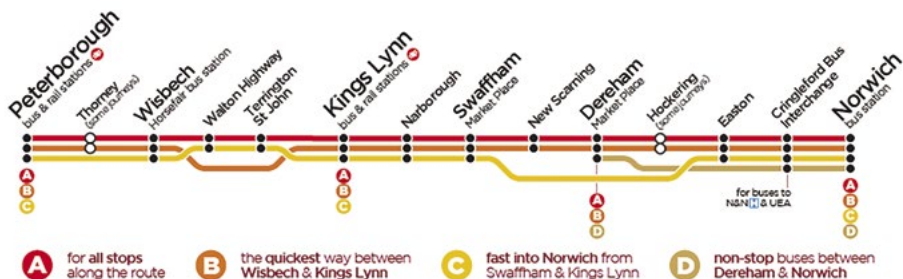 Peterborough
bus & rail stations
Thorney
(some journeys)
Wisbech
Horsefair bus station
Walton Highway
Terrington
St John
Kings Lynn
bus & rail stations
Narborough
Swaffham
Market Place
New Scarning
Dereham
Market Place
Hockering
(some journeys)
Easton
Cringleford Bus
Interchange
Norwich
bus station
A
B
C
A
B
C
A
B
D
for buses to
N&N H & UEA
A
B
C
D
A for all stops
along the route
B the quickest way between
Wisbech & Kings Lynn
C fast into Norwich from
Swaffham & Kings Lynn
D non-stop buses between
Dereham & Norwich